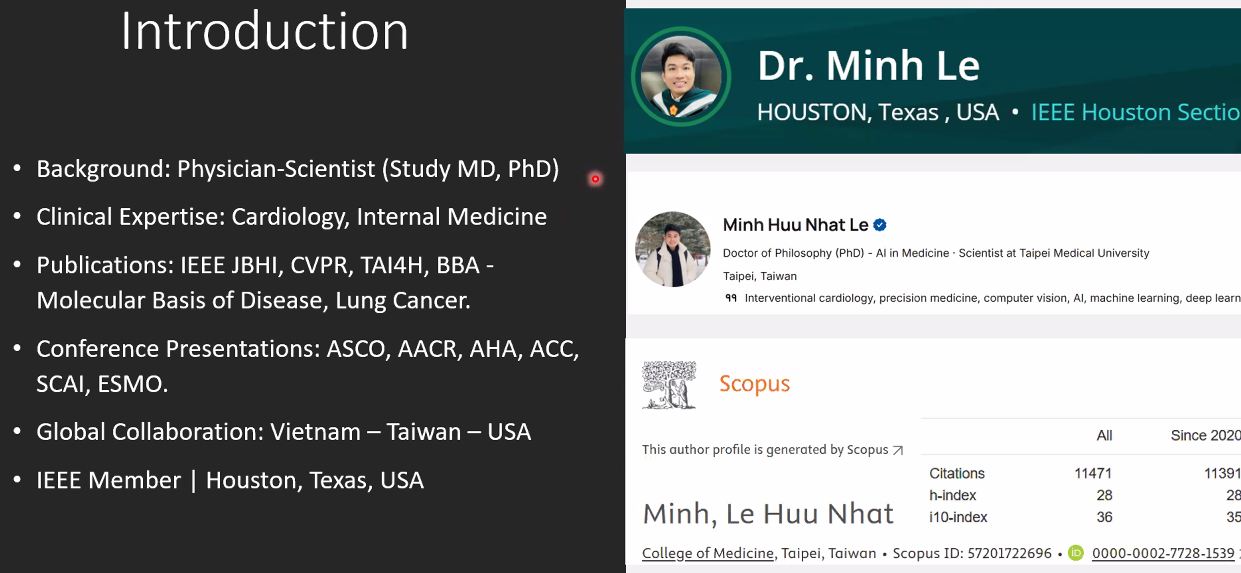 Introduction
• Background: Physician-Scientist (Study MD, PhD)
• Clinical Expertise: Cardiology, Internal Medicine
• Publications: IEEE JBHI, CVPR, TAI4H, BBA -
Molecular Basis of Disease, Lung Cancer.
• Conference Presentations: ASCO, AACR, AHA, ACC,
SCAI, ESMO.
• Global Collaboration: Vietnam – Taiwan – USA
• IEEE Member | Houston, Texas, USA
Dr. Minh Le
HOUSTON, Texas , USA • IEEE Houston Sectio
Minh Huu Nhat Le
Doctor of Philosophy (PhD) - AI in Medicine · Scientist at Taipei Medical University
Taipei, Taiwan
Interventional cardiology, precision medicine, computer vision, AI, machine learning, deep learn
Scopus
This author profile is generated by Scopus
All Since 2020
Citations 11471 11391
h-index 28 28
i10-index 36 35
Minh, Le Huu Nhat
College of Medicine, Taipei, Taiwan • Scopus ID: 57201722696 • iD 0000-0002-7728-1539